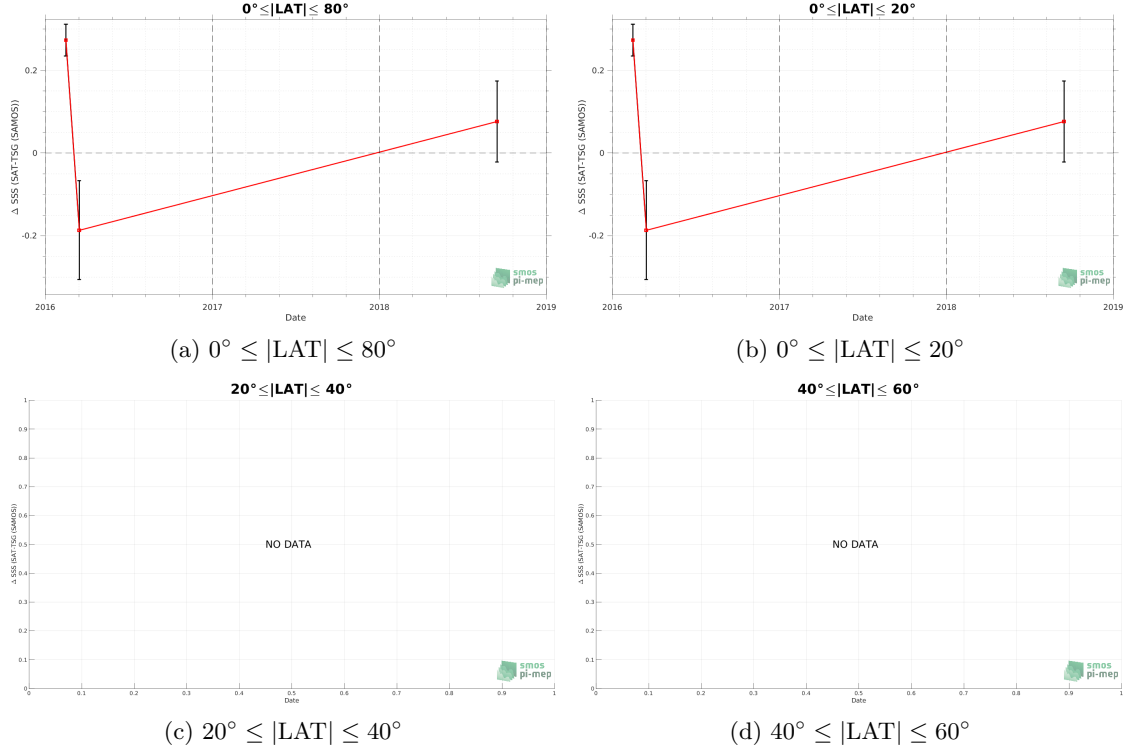 0°≤|LAT|≤ 80°
Δ SSS (SAT-TSG (SAMOS))
0.2
0
-0.2
2016
2017
2018
2019
Date
smos
pi-mep
(a) 0° ≤ |LAT| ≤ 80°
0°≤|LAT|≤ 20°
Δ SSS (SAT-TSG (SAMOS))
0.2
0
-0.2
2016
2017
2018
2019
Date
smos
pi-mep
(b) 0° ≤ |LAT| ≤ 20°
20°≤|LAT|≤ 40°
Δ SSS (SAT-TSG (SAMOS))
1
0.9
0.8
0.7
0.6
0.5
0.4
0.3
0.2
0.1
0
NO DATA
0
0.1
0.2
0.3
0.4
0.5
0.6
0.7
0.8
0.9
1
Date
smos
pi-mep
(c) 20° ≤ |LAT| ≤ 40°
40°≤|LAT|≤ 60°
Δ SSS (SAT-TSG (SAMOS))
1
0.9
0.8
0.7
0.6
0.5
0.4
0.3
0.2
0.1
0
NO DATA
0
0.1
0.2
0.3
0.4
0.5
0.6
0.7
0.8
0.9
1
Date
smos
pi-mep
(d) 40° ≤ |LAT| ≤ 60°